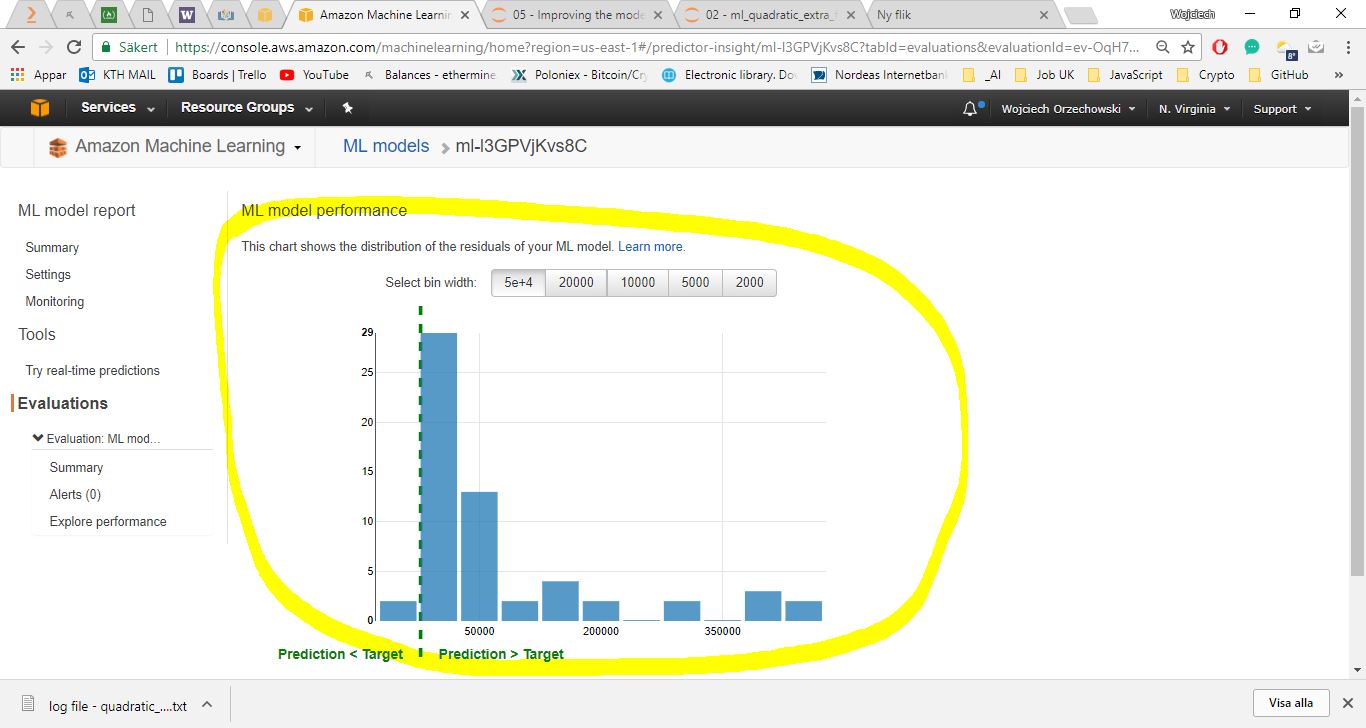 Amazon Machine Learnin
05 - Improving the mode
02 - ml_quadratic_extra_f
Ny flik
Wojciech
Säkert
https://console.aws.amazon.com/machinelearning/home?region=us-east-1#/predictor-insight/ml-l3GPVjKvs8C?tabId=evaluations&evaluationId=ev-OqH7...
8°
Appar
KTH MAIL
Boards | Trello
YouTube
Balances - ethermine.
Poloniex - Bitcoin/Cry
Electronic library. Dow
Nordeas Internetbank
_AI
Job UK
JavaScript
Crypto
GitHub
»
Services
Resource Groups
Wojciech Orzechowski
N. Virginia
Support
Amazon Machine Learning
ML models
ml-l3GPVjKvs8C
ML model report
Summary
Settings
Monitoring
Tools
Try real-time predictions
Evaluations
Evaluation: ML mod...
Summary
Alerts (0)
Explore performance
ML model performance
This chart shows the distribution of the residuals of your ML model. Learn more.
Select bin width:
5e+4
20000
10000
5000
2000
29
25
20
15
10
5
0
50000
200000
350000
Prediction < Target
Prediction > Target
log file - quadratic_....txt
Visa alla